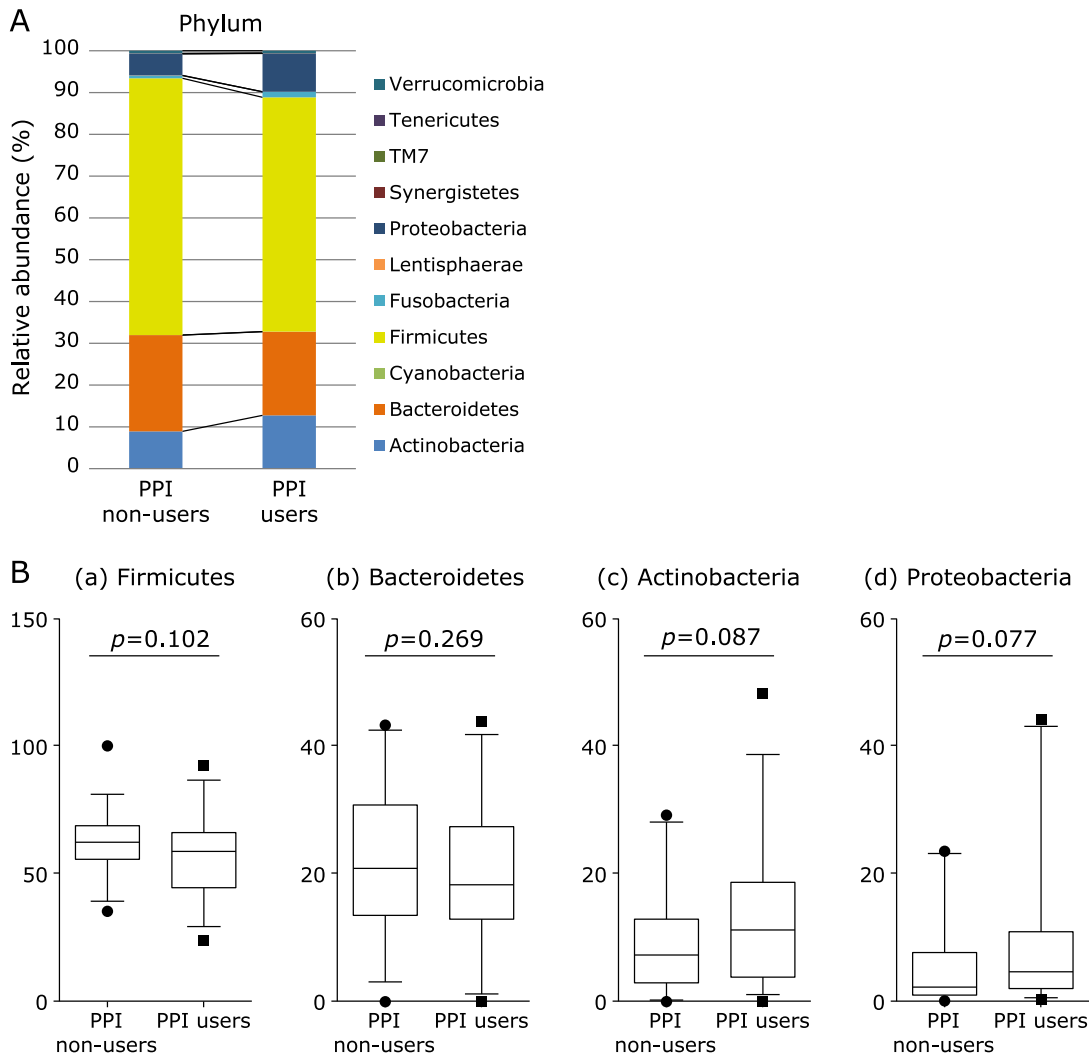 A
Phylum
Relative abundance (%)
100
90
80
70
60
50
40
30
20
10
0
PPI
non-users
PPI
users
Verrucomicrobia
Tenericutes
TM7
Synergistetes
Proteobacteria
Lentisphaerae
Fusobacteria
Firmicutes
Cyanobacteria
Bacteroidetes
Actinobacteria
B
(a) Firmicutes
150
100
50
0
p=0.102
PPI
non-users
PPI users
(b) Bacteroidetes
60
40
20
0
p=0.269
PPI
non-users
PPI users
(c) Actinobacteria
60
40
20
0
p=0.087
PPI
non-users
PPI users
(d) Proteobacteria
60
40
20
0
p=0.077
PPI
non-users
PPI users